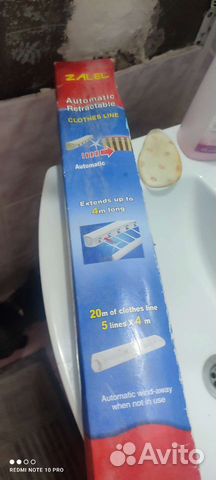 ZALEL
Automatic
Retractable
CLOTHES LINE
Automatic
Extends up to
4m long
20m of clothes line
5 lines x 4 m
Automatic wind-away
when not in use
REDMI NOTE 10 PRO
Avito